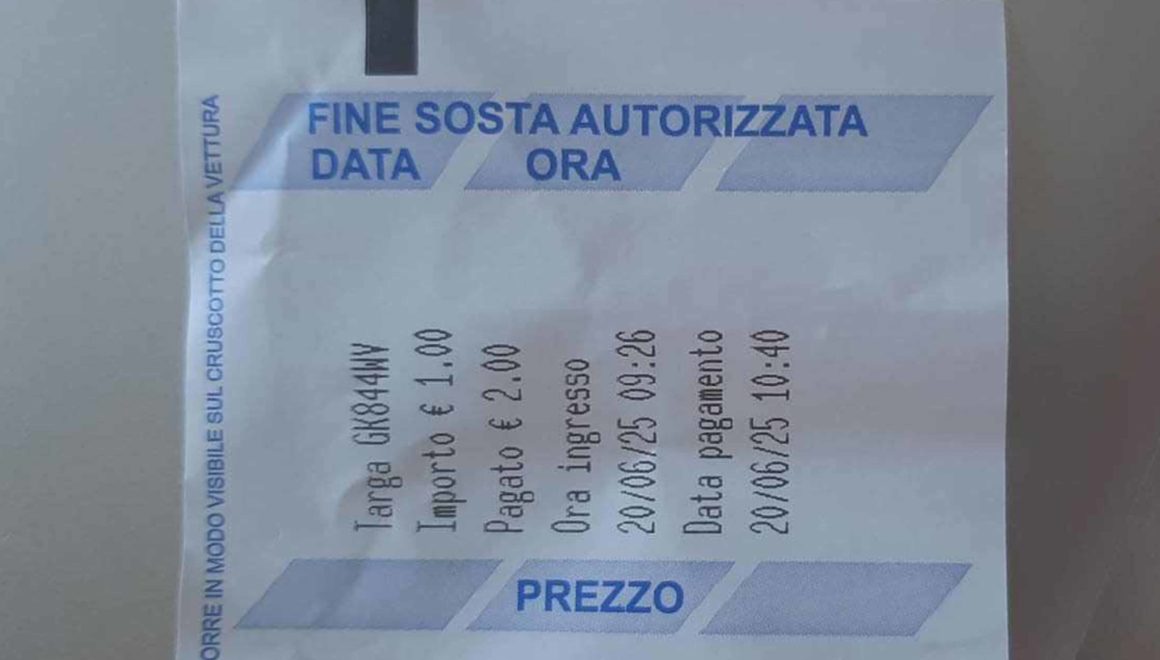 FINE SOSTA AUTORIZZATA
DATA ORA
ORRE IN MODO VISIBILE SUL CRUSCOTTO DELLA VETTURA
Targa GK844WV
Importo € 1.00
Pagato € 2.00
Ora ingresso
20/06/25 09:26
Data pagamento
20/06/25 10:40
PREZZO